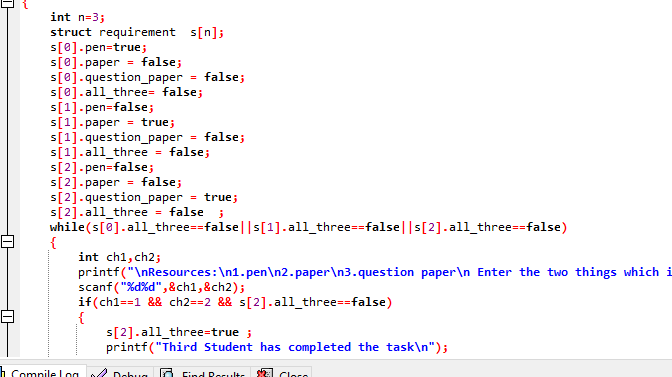 {
int n=3;
struct requirement  s[n];
s[0].pen=true;
s[0].paper = false;
s[0].question_paper = false;
s[0].all_three= false;
s[1].pen=false;
s[1].paper = true;
s[1].question_paper = false;
s[1].all_three = false;
s[2].pen=false;
s[2].paper = false;
s[2].question_paper = true;
s[2].all_three = false  ;
while(s[0].all_three==false||s[1].all_three==false||s[2].all_three==false)
{
int ch1,ch2;
printf("\nResources:\n1.pen\n2.paper\n3.question paper\n Enter the two things which
scanf("%d%d",&ch1,&ch2);
if(ch1==1 && ch2==2 && s[2].all_three==false)
{
s[2].all_three=true ;
printf("Third Student has completed the task\n");
Compile Log Debug Find Results Close